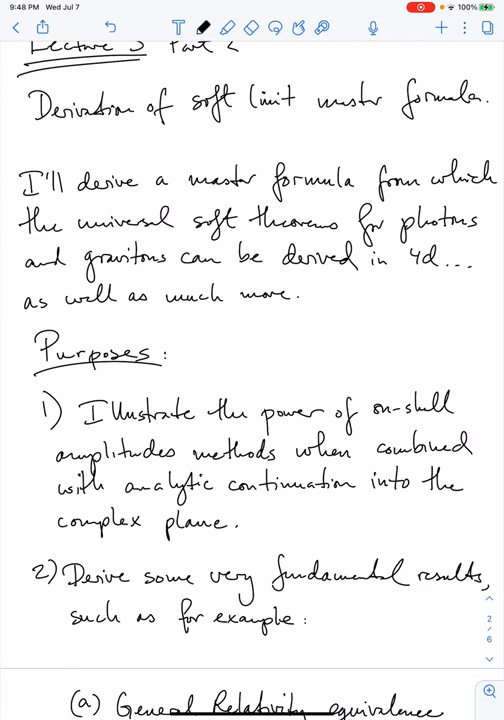 9:48 PM Wed Jul 7
100%
Lecture 3 Part 2
Derivation of soft limit master formula.
I'll derive a master formula from which
the universal soft theorems for photons
and gravitons can be derived in 4d...
as well as much more.
Purposes:
1) Illustrate the power of on-shell
amplitudes methods when combined
with analytic continuation into the
complex plane.
2) Derive some very fundamental results,
such as for example:
2
/
6
(a) General Relativity equivalence